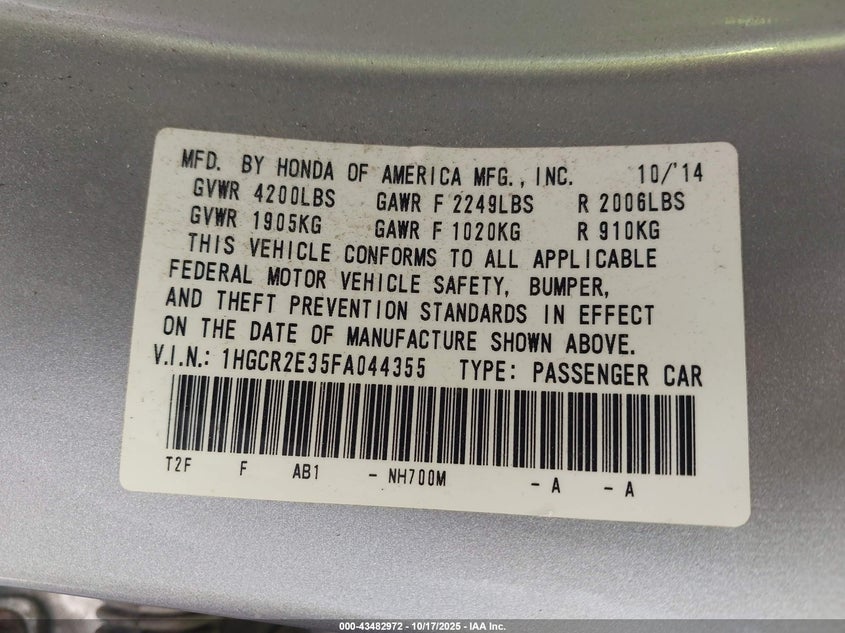 MFD. BY HONDA OF AMERICA MFG., INC. 10/'14
GVWR 4200LBS GAWR F 2249LBS R 2006LBS
GVWR 1905KG GAWR F 1020KG R 910KG
THIS VEHICLE CONFORMS TO ALL APPLICABLE
FEDERAL MOTOR VEHICLE SAFETY, BUMPER,
AND THEFT PREVENTION STANDARDS IN EFFECT
ON THE DATE OF MANUFACTURE SHOWN ABOVE.
V.I.N.: 1HGCR2E35FA044355 TYPE: PASSENGER CAR
T2F F AB1 - NH700M - A - A
000-43482972 - 10/17/2025 - IAA Inc.